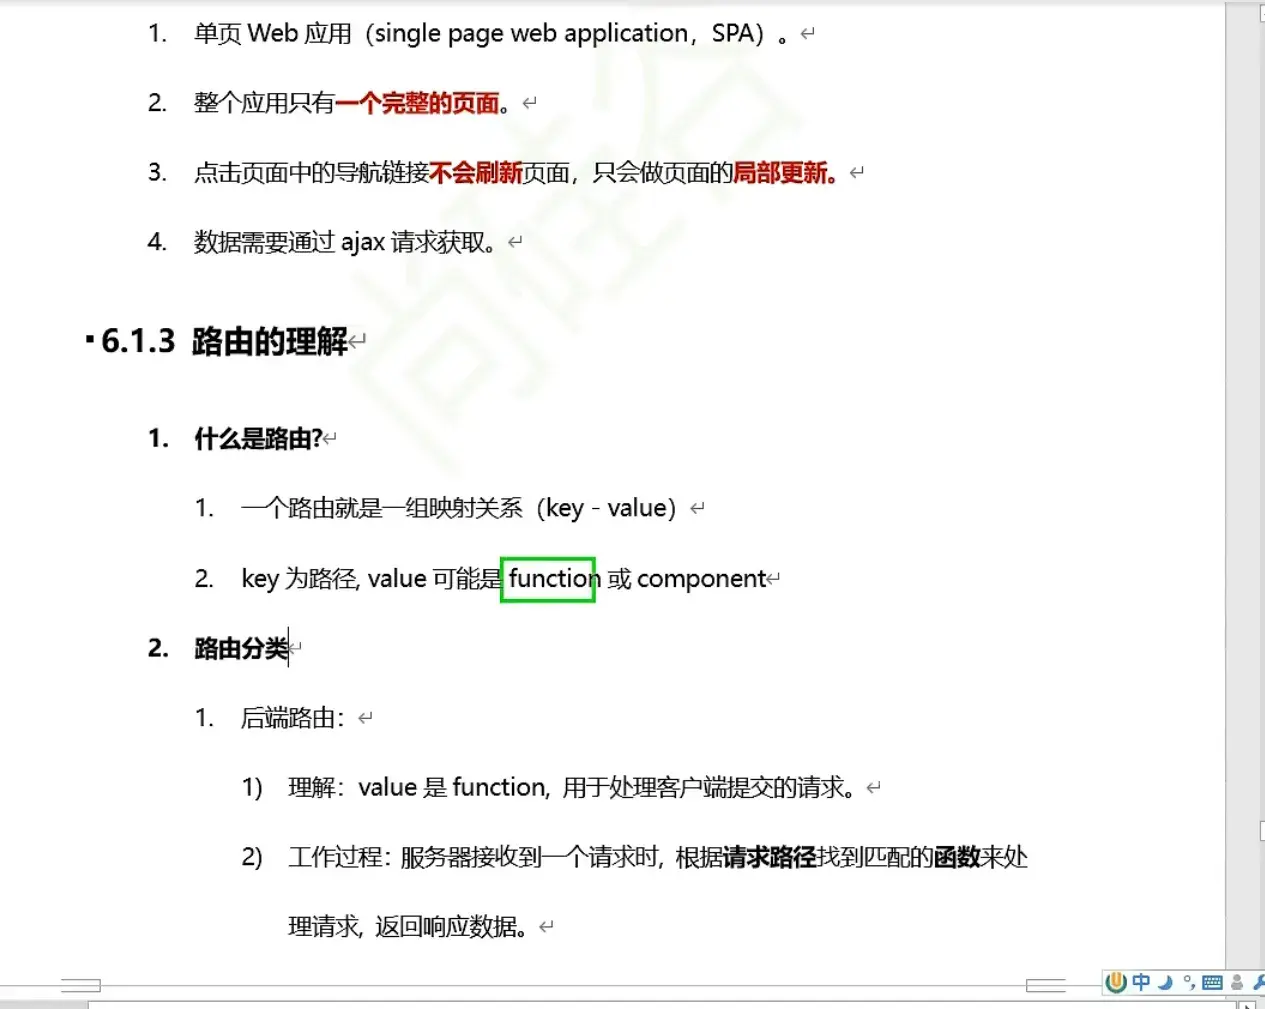 1. 单页 Web 应用（single page web application，SPA）。
2. 整个应用只有一个完整的页面。
3. 点击页面中的导航链接不会刷新页面，只会做页面的局部更新。
4. 数据需要通过 ajax 请求获取。
6.1.3 路由的理解
1. 什么是路由?
1. 一个路由就是一组映射关系（key - value）
2. key 为路径, value 可能是 function 或 component
2. 路由分类
1. 后端路由：
1) 理解：value 是 function, 用于处理客户端提交的请求。
2) 工作过程：服务器接收到一个请求时, 根据请求路径找到匹配的函数来处
理请求, 返回响应数据。
中
尚硅谷